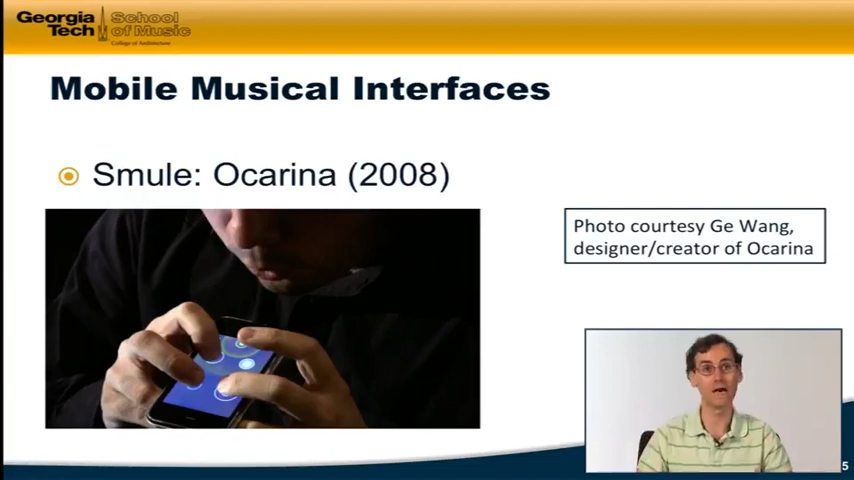 Georgia Tech
School of Music
College of Architecture
Mobile Musical Interfaces
Smule: Ocarina (2008)
Photo courtesy Ge Wang,
designer/creator of Ocarina
5